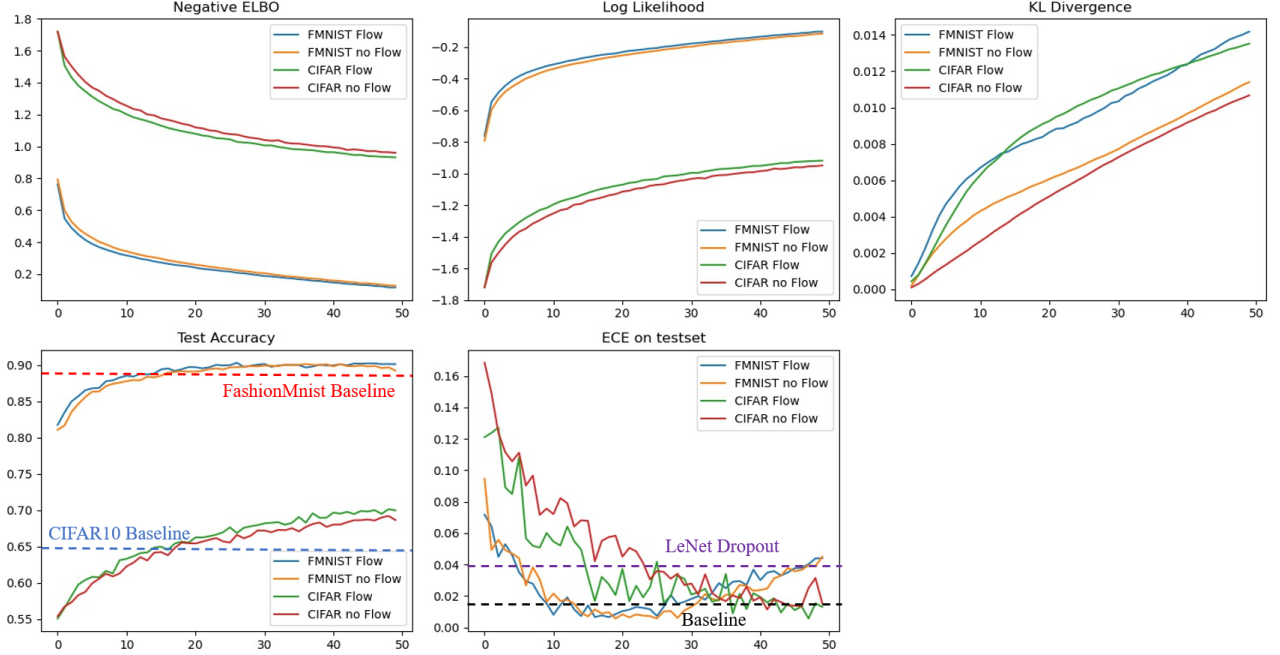 Negative ELBO
1.8
1.6
1.4
1.2
1.0
0.8
0.6
0.4
0.2
0
10
20
30
40
50
FMNIST Flow
FMNIST no Flow
CIFAR Flow
CIFAR no Flow
Log Likelihood
−0.2
−0.4
−0.6
−0.8
−1.0
−1.2
−1.4
−1.6
−1.8
0
10
20
30
40
50
FMNIST Flow
FMNIST no Flow
CIFAR Flow
CIFAR no Flow
KL Divergence
0.014
0.012
0.010
0.008
0.006
0.004
0.002
0.000
0
10
20
30
40
50
FMNIST Flow
FMNIST no Flow
CIFAR Flow
CIFAR no Flow
Test Accuracy
0.90
0.85
0.80
0.75
0.70
0.65
0.60
0.55
0
10
20
30
40
50
FashionMnist Baseline
CIFAR10 Baseline
FMNIST Flow
FMNIST no Flow
CIFAR Flow
CIFAR no Flow
ECE on testset
0.16
0.14
0.12
0.10
0.08
0.06
0.04
0.02
0.00
0
10
20
30
40
50
FMNIST Flow
FMNIST no Flow
CIFAR Flow
CIFAR no Flow
LeNet Dropout
Baseline